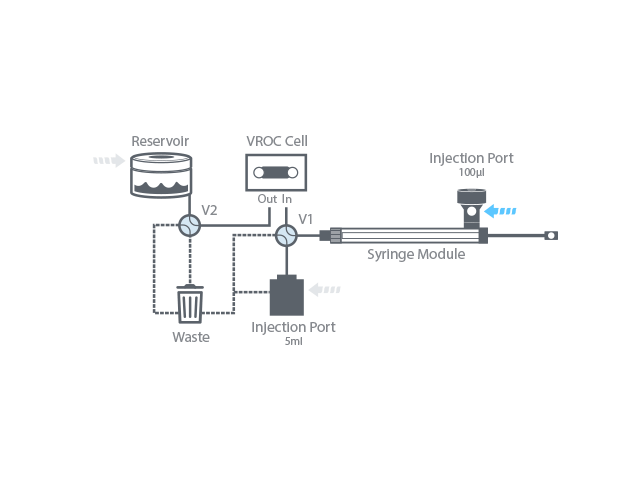 Reservoir
VROC Cell
Injection Port
100µl
Out In
V2
V1
Syringe Module
Waste
Injection Port
5ml